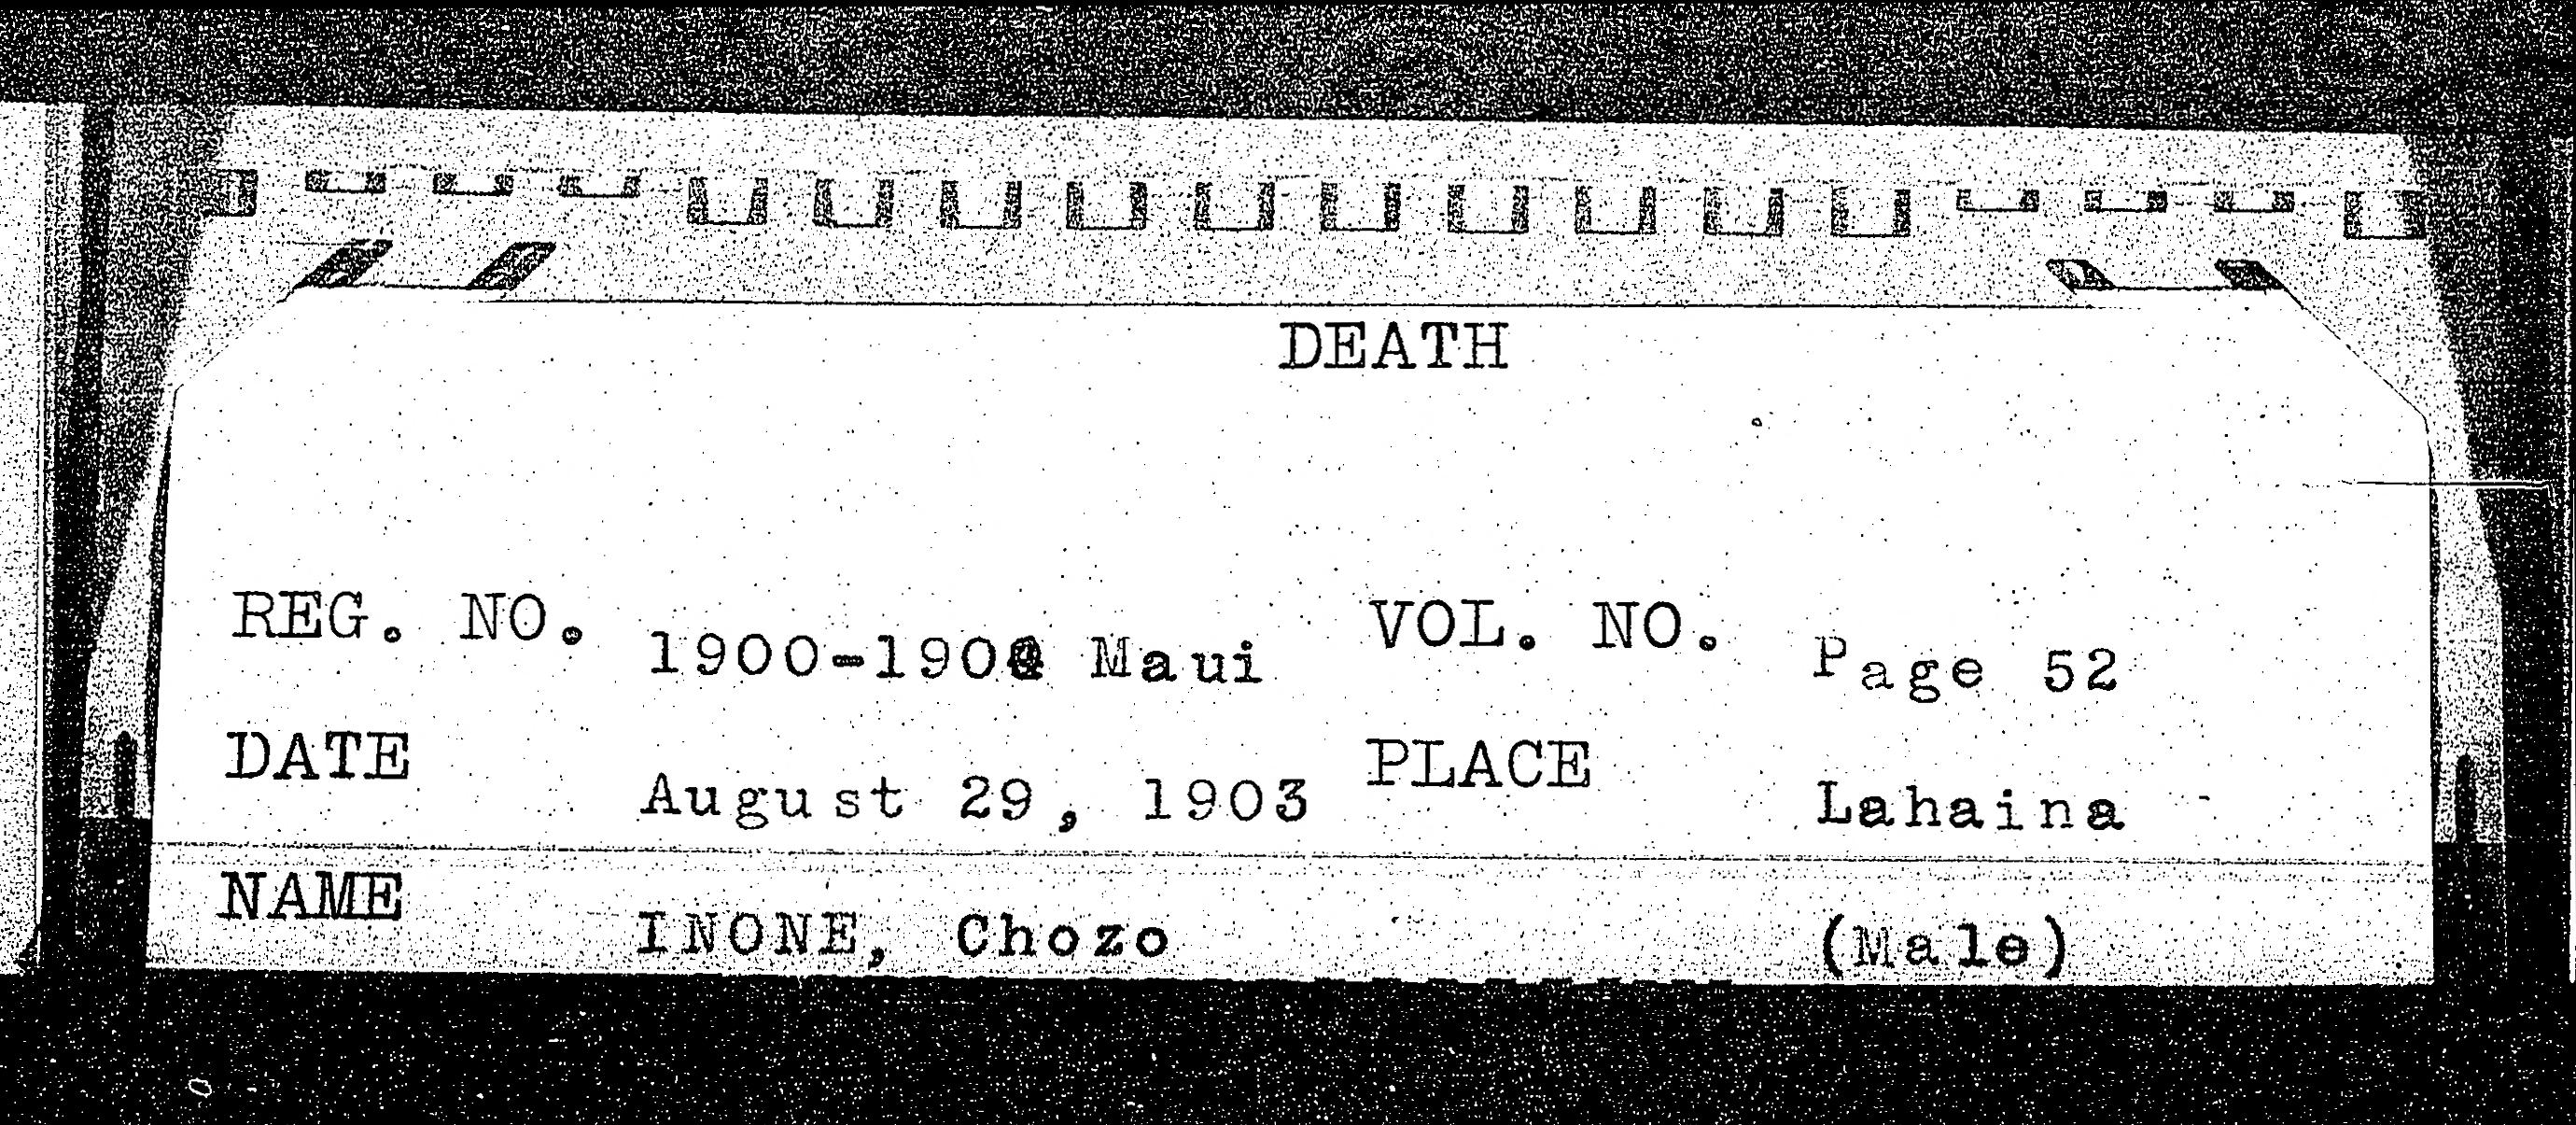 DEATH
REG. NO. 1900-1904 Maui VOL. NO. Page 52
DATE August 29, 1903 PLACE Lahaina
NAME INONE, Chozo (Male)